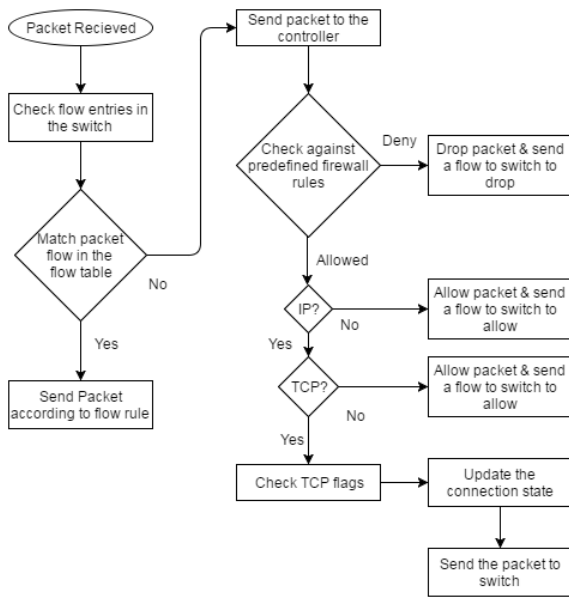 Packet Recieved
Check flow entries in
the switch
Match packet
flow in the
flow table
No
Yes
Send Packet
according to flow rule
Send packet to the
controller
Check against
predefined firewall
rules
Deny
Drop packet & send
a flow to switch to
drop
Allowed
IP?
No
Allow packet & send
a flow to switch to
allow
Yes
TCP?
No
Allow packet & send
a flow to switch to
allow
Yes
Check TCP flags
Update the
connection state
Send the packet to
switch